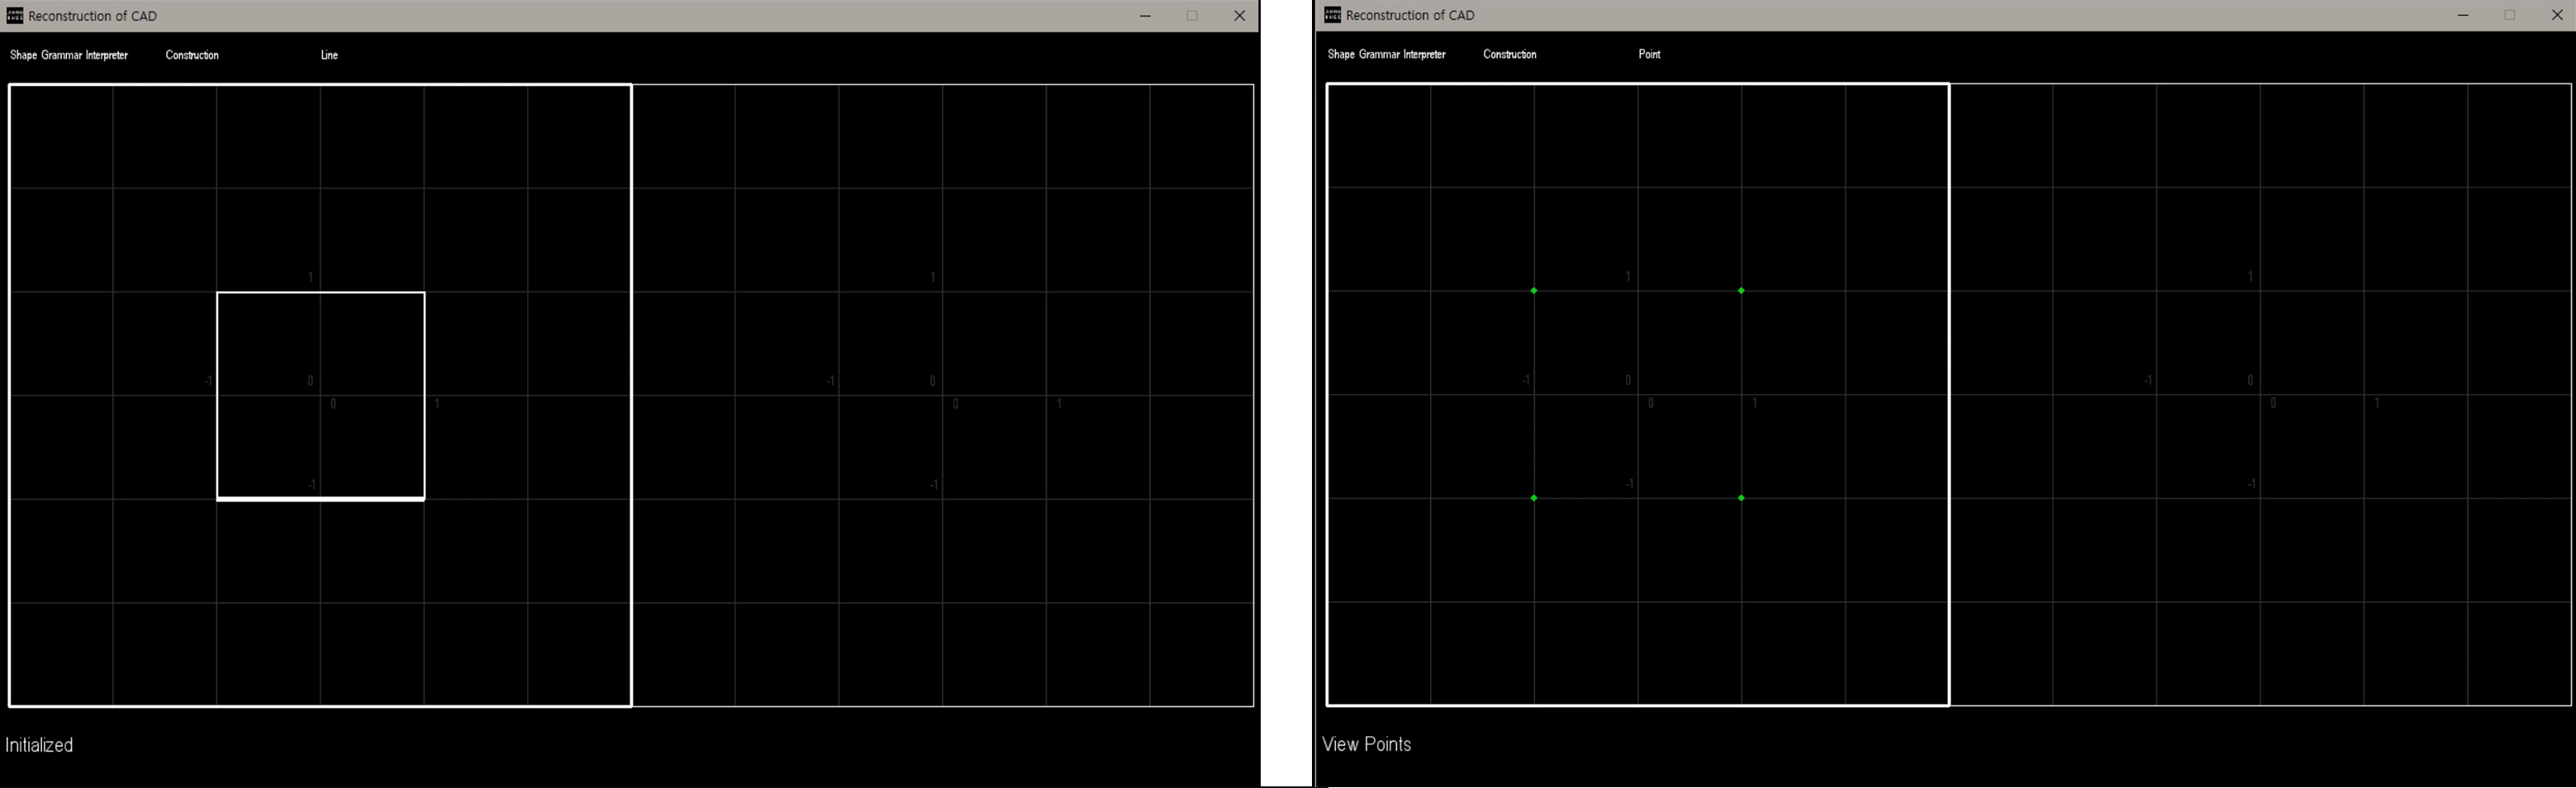 Reconstruction of CAD
Shape Grammar Interpreter Construction Line
1 1
-1 0 -1 0
0 1 0 1
-1 -1
Initialized
Reconstruction of CAD
Shape Grammar Interpreter Construction Point
1 1
-1 0 -1 0
0 1 0 1
-1 -1
View Points